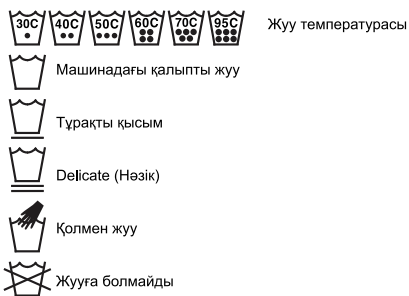 30C 40C 50C 60C 70C 95C Жуу температурасы
Машинадағы қалыпты жуу
Тұрақты қысым
Delicate (Нәзік)
Қолмен жуу
Жууға болмайды